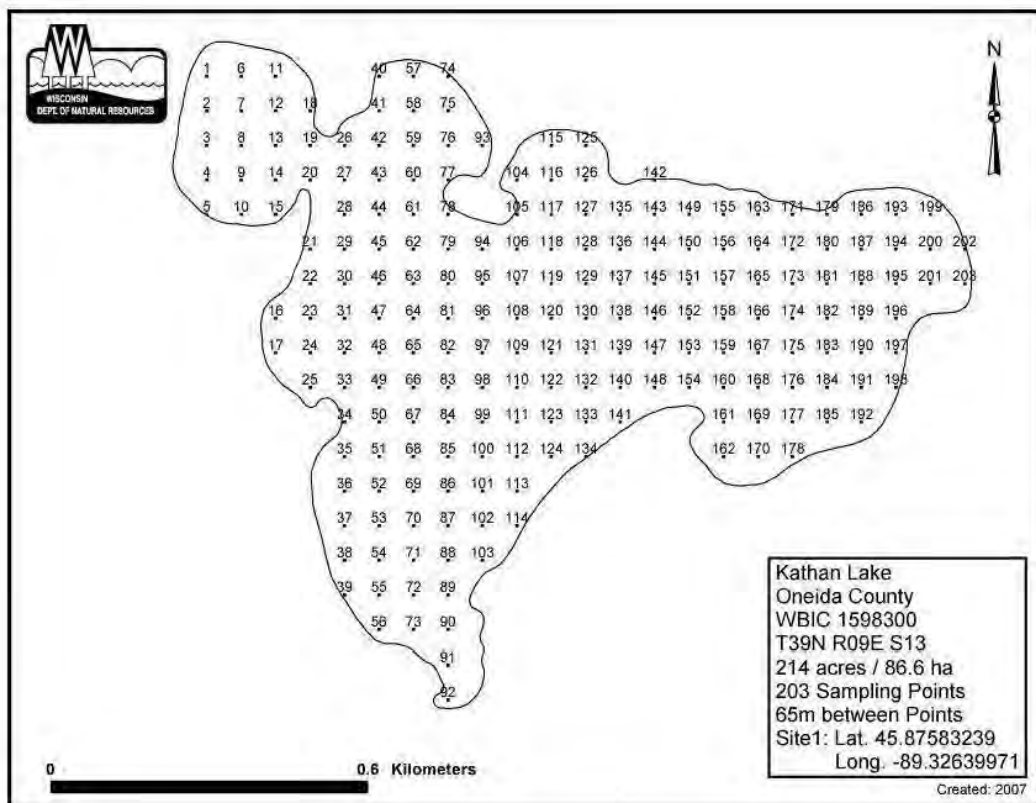 W
WISCONSIN
DEPT. OF NATURAL RESOURCES
N
1 6 11 40 57 74
2 7 12 18 41 58 75
3 8 13 19 26 42 59 76 93 115 125
4 9 14 20 27 43 60 77 104 116 126 142
5 10 15 28 44 61 78 105 117 127 135 143 149 155 163 171 179 186 193 199
21 29 45 62 79 94 106 118 128 136 144 150 156 164 172 180 187 194 200 202
22 30 46 63 80 95 107 119 129 137 145 151 157 165 173 181 188 195 201 203
16 23 31 47 64 81 96 108 120 130 138 146 152 158 166 174 182 189 196
17 24 32 48 65 82 97 109 121 131 139 147 153 159 167 175 183 190 197
25 33 49 66 83 98 110 122 132 140 148 154 160 168 176 184 191 198
34 50 67 84 99 111 123 133 141 161 169 177 185 192
35 51 68 85 100 112 124 134 162 170 178
36 52 69 86 101 113
37 53 70 87 102 114
38 54 71 88 103
39 55 72 89
56 73 90
91
92
Kathan Lake
Oneida County
WBIC 1598300
T39N R09E S13
214 acres / 86.6 ha
203 Sampling Points
65m between Points
Site1: Lat. 45.87583239
Long. -89.32639971
0 0.6 Kilometers
Created: 2007